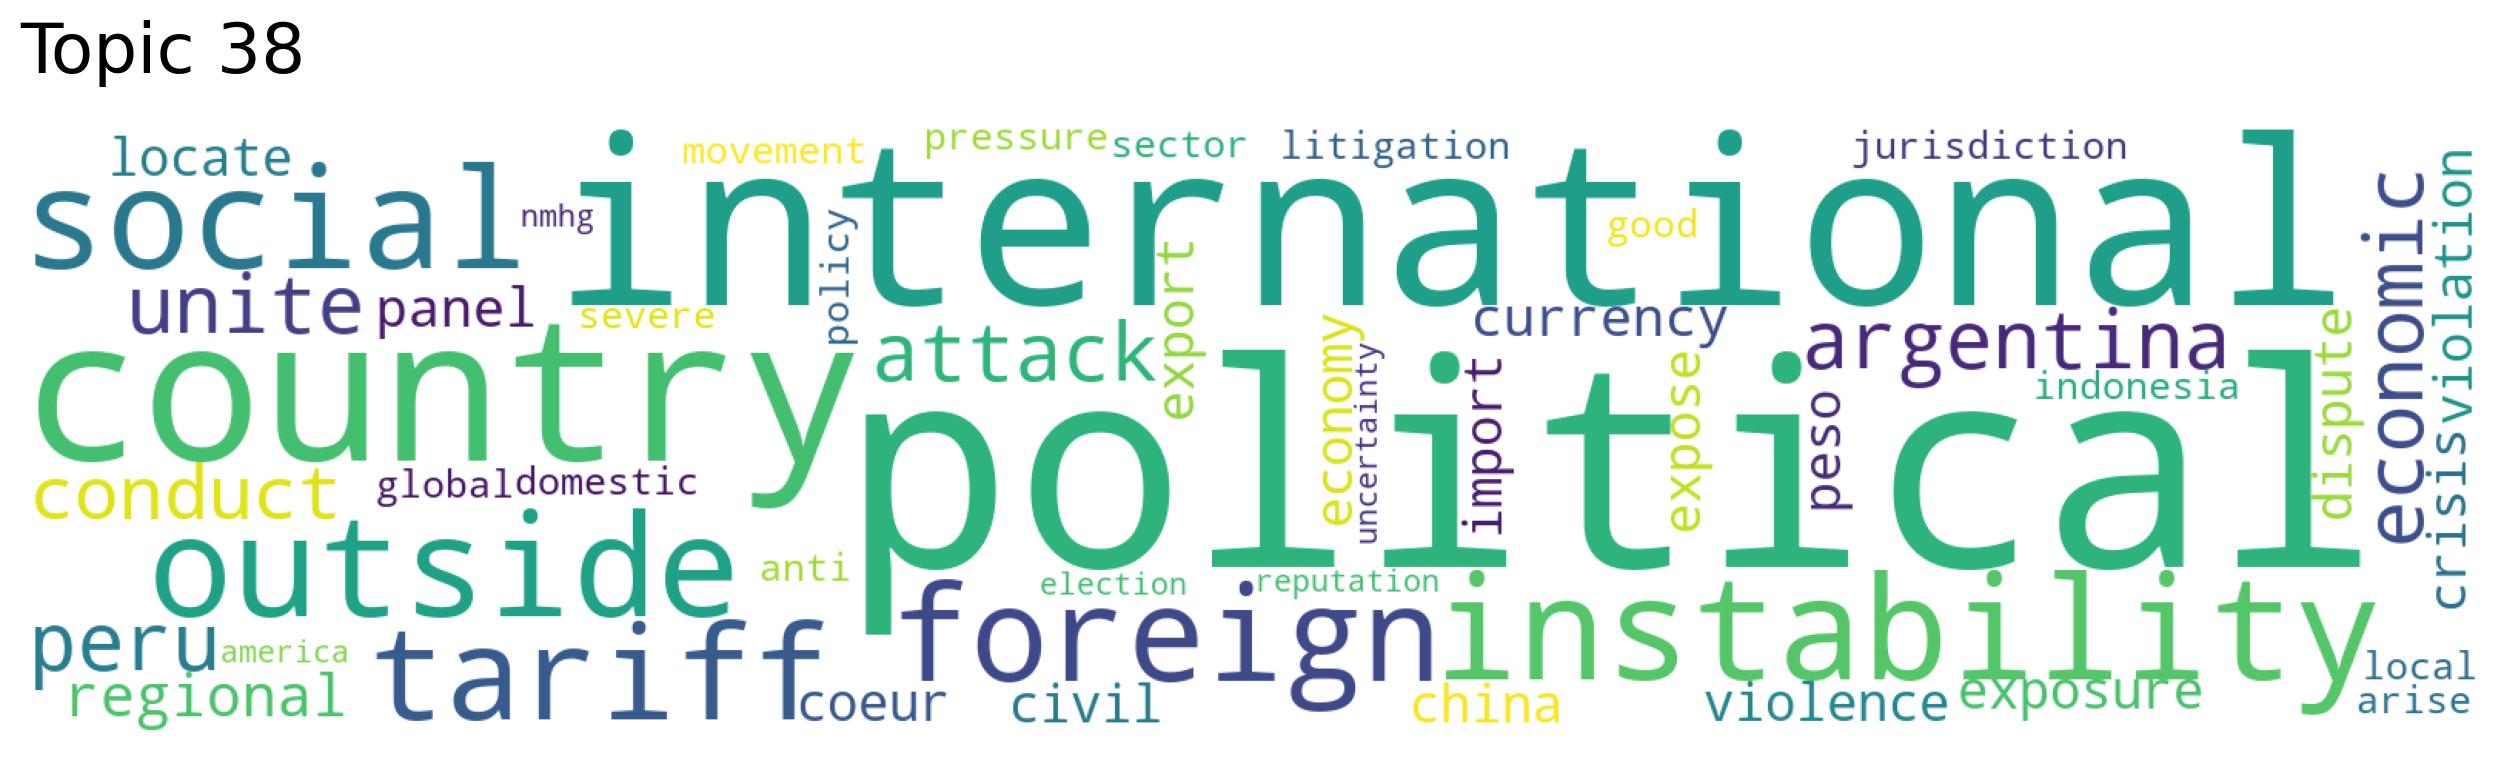 Topic 38
locate
movement
pressure
sector
litigation
jurisdiction
social
international
nmhg
policy
good
export
economic
violation
unite
panel
severe
currency
argentina
country
attack
political
economy
uncertainty
import
expose
peso
indonesia
dispute
crisis
conduct
global
domestic
outside
anti
election
reputation
foreign
instability
peru
america
tariff
regional
coeur
civil
china
violence
exposure
local
arise